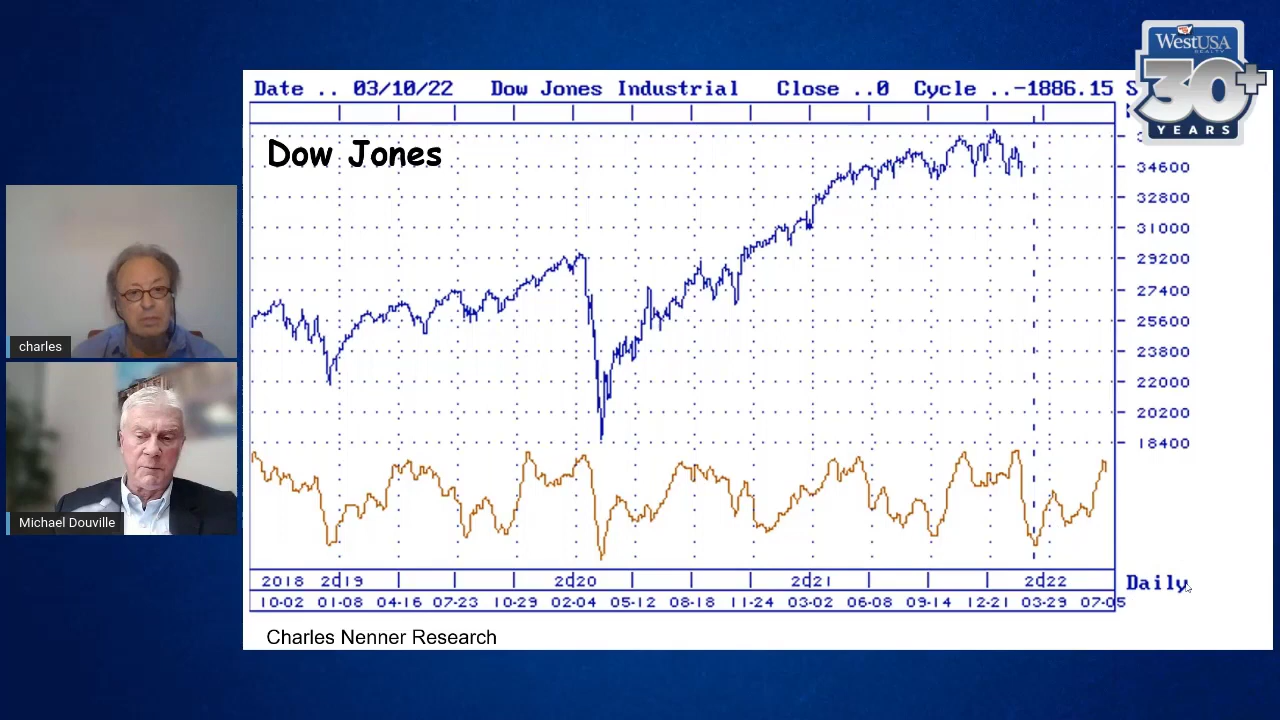 WestUSA
REALTY
30+
YEARS
Date .. 03/10/22 Dow Jones Industrial Close ..0 Cycle ..-1886.15 S
Dow Jones
34600
32800
31000
29200
27400
25600
23800
22000
20200
18400
charles
Michael Douville
2018 2019 2020 2021 2022
Daily
10-02 01-08 04-16 07-23 10-29 02-04 05-12 08-18 11-24 03-02 06-08 09-14 12-21 03-29 07-05
Charles Nenner Research